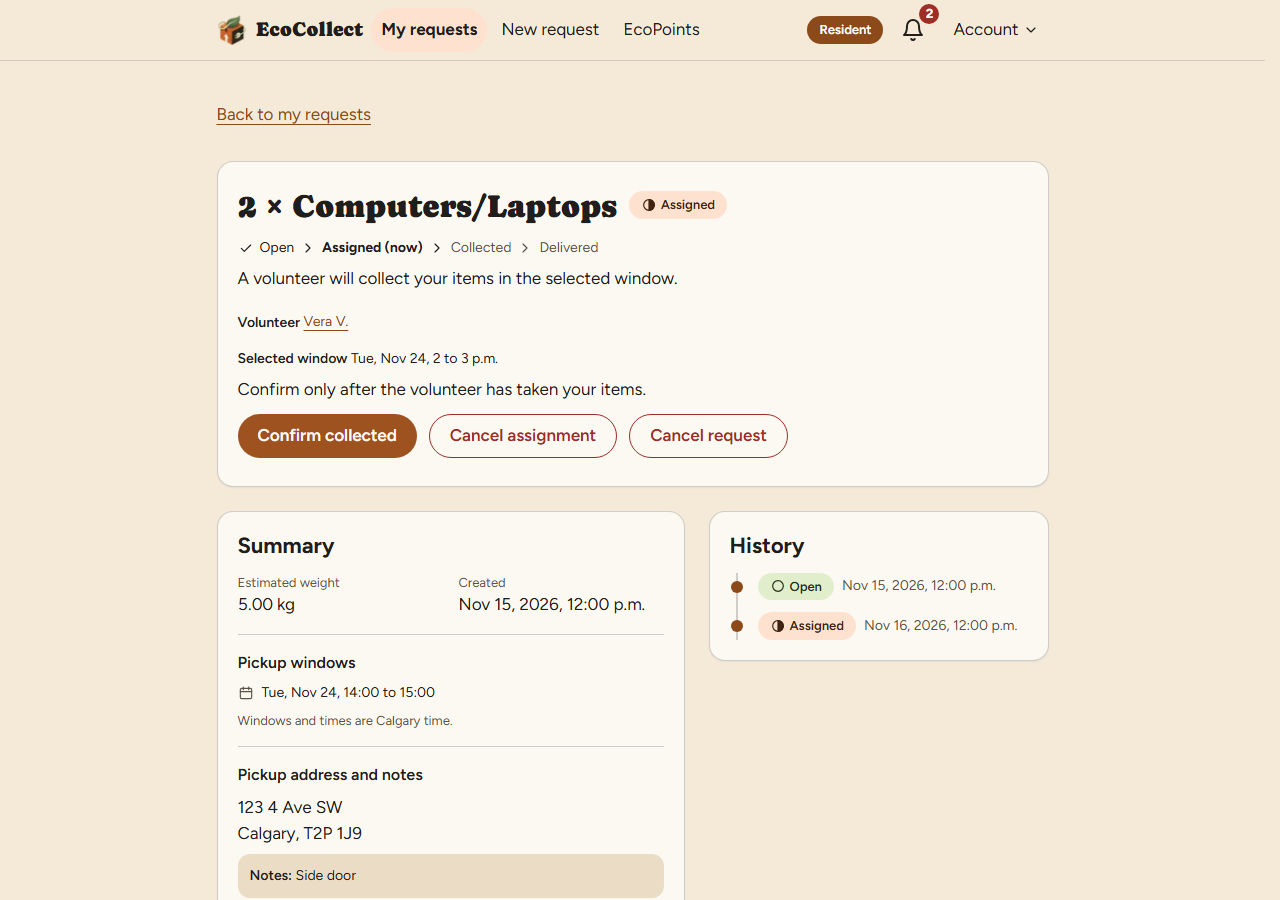 EcoCollect My requests New request EcoPoints Resident 2 Account
Back to my requests
2 × Computers/Laptops Assigned
Open Assigned (now) Collected Delivered
A volunteer will collect your items in the selected window.
Volunteer Vera V.
Selected window Tue, Nov 24, 2 to 3 p.m.
Confirm only after the volunteer has taken your items.
Confirm collected Cancel assignment Cancel request
Summary
Estimated weight Created
5.00 kg Nov 15, 2026, 12:00 p.m.
Pickup windows
Tue, Nov 24, 14:00 to 15:00
Windows and times are Calgary time.
Pickup address and notes
123 4 Ave SW
Calgary, T2P 1J9
Notes: Side door
History
Open Nov 15, 2026, 12:00 p.m.
Assigned Nov 16, 2026, 12:00 p.m.